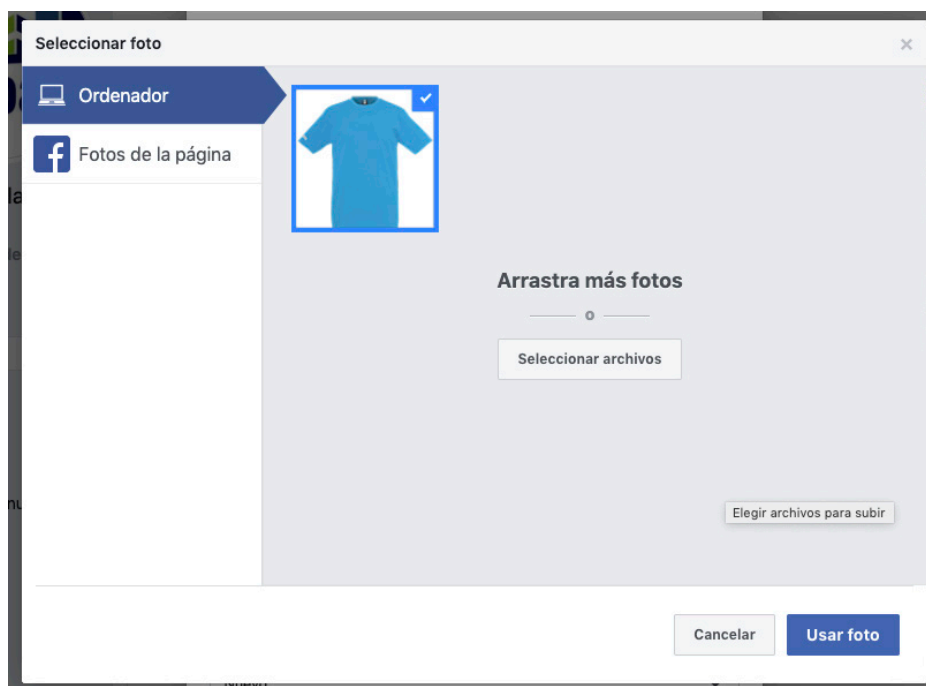 Seleccionar foto
Ordenador
Fotos de la página
Arrastra más fotos
o
Seleccionar archivos
Elegir archivos para subir
Cancelar
Usar foto